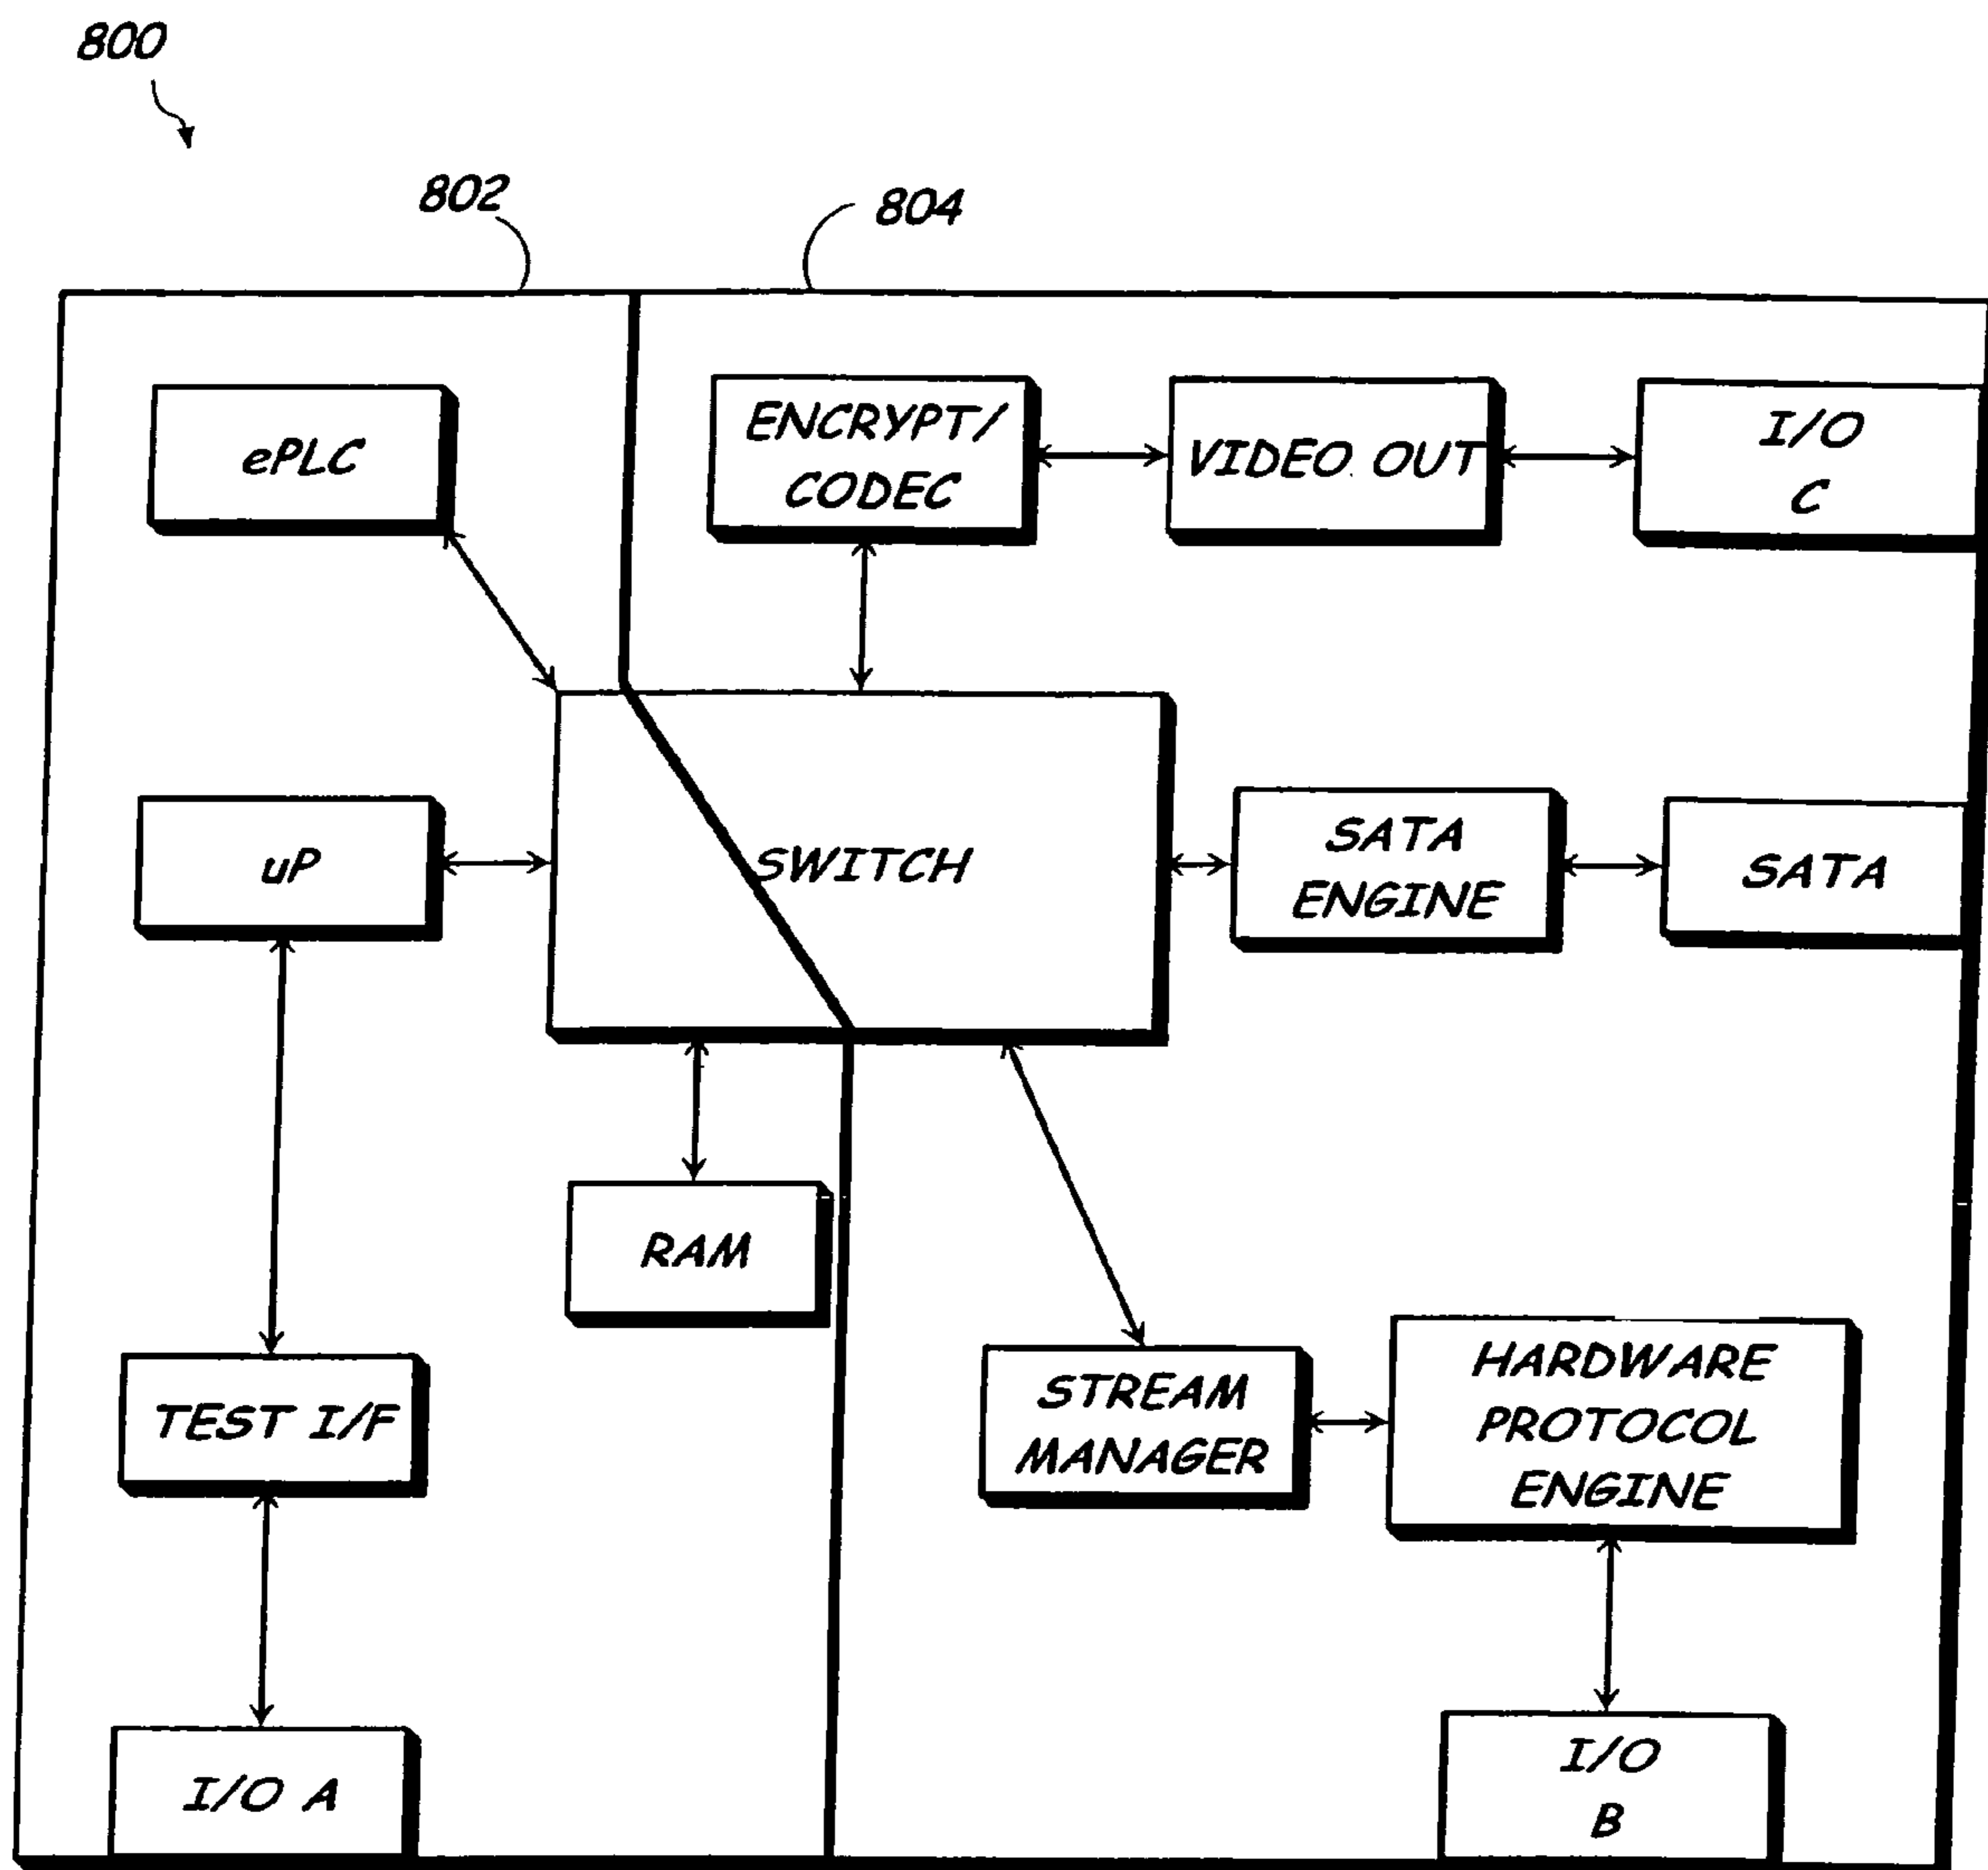 800
802
804
ePLC
ENCRYPT/
CODEC
VIDEO OUT
I/O
C
uP
SWITCH
SATA
ENGINE
SATA
RAM
TEST I/F
STREAM
MANAGER
HARDWARE
PROTOCOL
ENGINE
I/O A
I/O
B